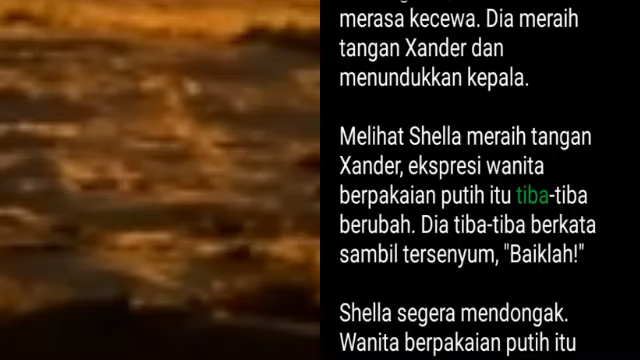 merasa kecewa. Dia meraih
tangan Xander dan
menundukkan kepala.
Melihat Shella meraih tangan
Xander, ekspresi wanita
berpakaian putih itu tiba-tiba
berubah. Dia tiba-tiba berkata
sambil tersenyum, "Baiklah!"
Shella segera mendongak.
Wanita berpakaian putih itu